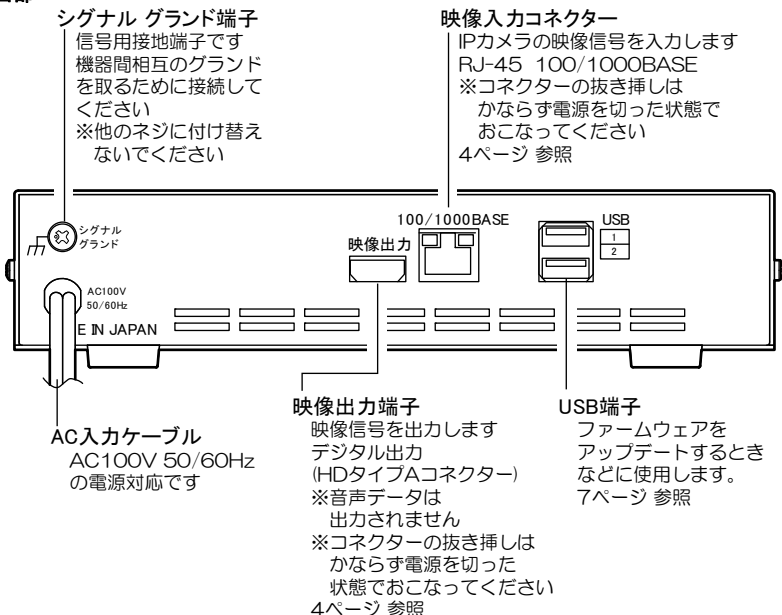 シグナル グランド端子
信号用接地端子です
機器間相互のグランド
を取るために接続して
ください
※他のネジに付け替え
ないでください
映像入力コネクター
IPカメラの映像信号を入力します
RJ-45 100/1000BASE
※コネクターの抜き挿しは
かならず電源を切った状態で
おこなってください
4ページ 参照
シグナル
グランド
100/1000BASE
映像出力
USB
1
2
AC100V
50/60Hz
E IN JAPAN
AC入力ケーブル
AC100V 50/60Hz
の電源対応です
映像出力端子
映像信号を出力します
デジタル出力
(HDタイプAコネクター)
※音声データは
出力されません
※コネクターの抜き挿しは
かならず電源を切った
状態でおこなってください
4ページ 参照
USB端子
ファームウェアを
アップデートするとき
などに使用します。
7ページ 参照